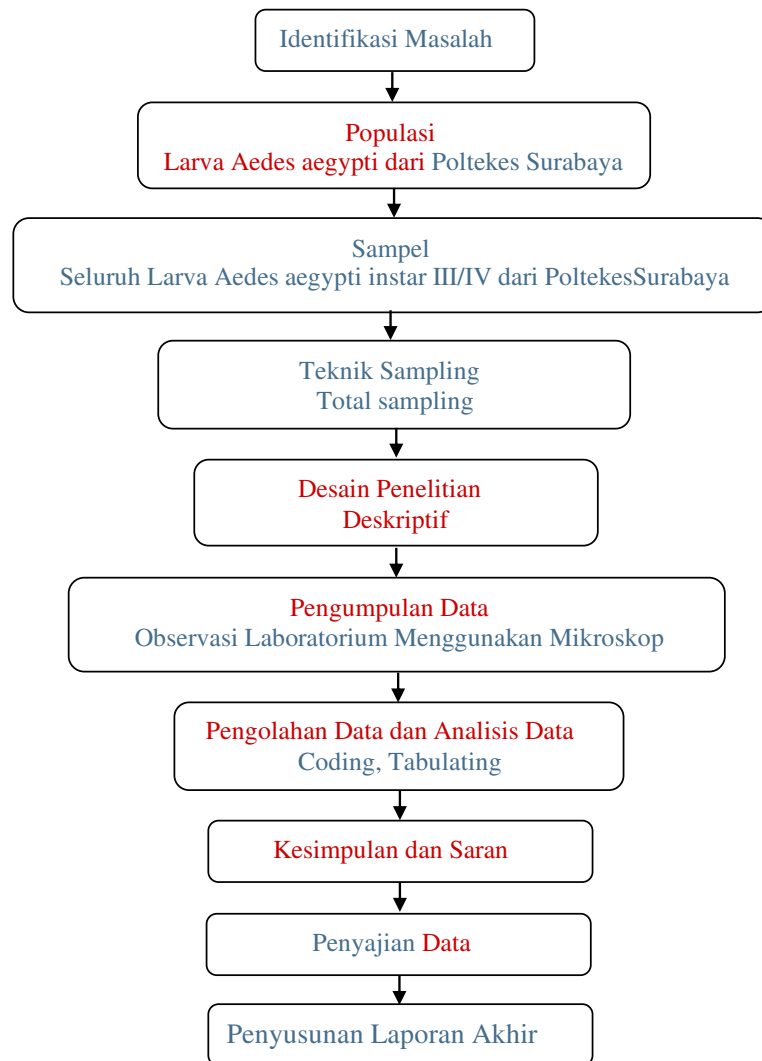 Identifikasi Masalah
Populasi
Larva Aedes aegypti dari Poltekes Surabaya
Sampel
Seluruh Larva Aedes aegypti instar III/IV dari PoltekesSurabaya
Teknik Sampling
Total sampling
Desain Penelitian
Deskriptif
Pengumpulan Data
Observasi Laboratorium Menggunakan Mikroskop
Pengolahan Data dan Analisis Data
Coding, Tabulating
Kesimpulan dan Saran
Penyajian Data
Penyusunan Laporan Akhir